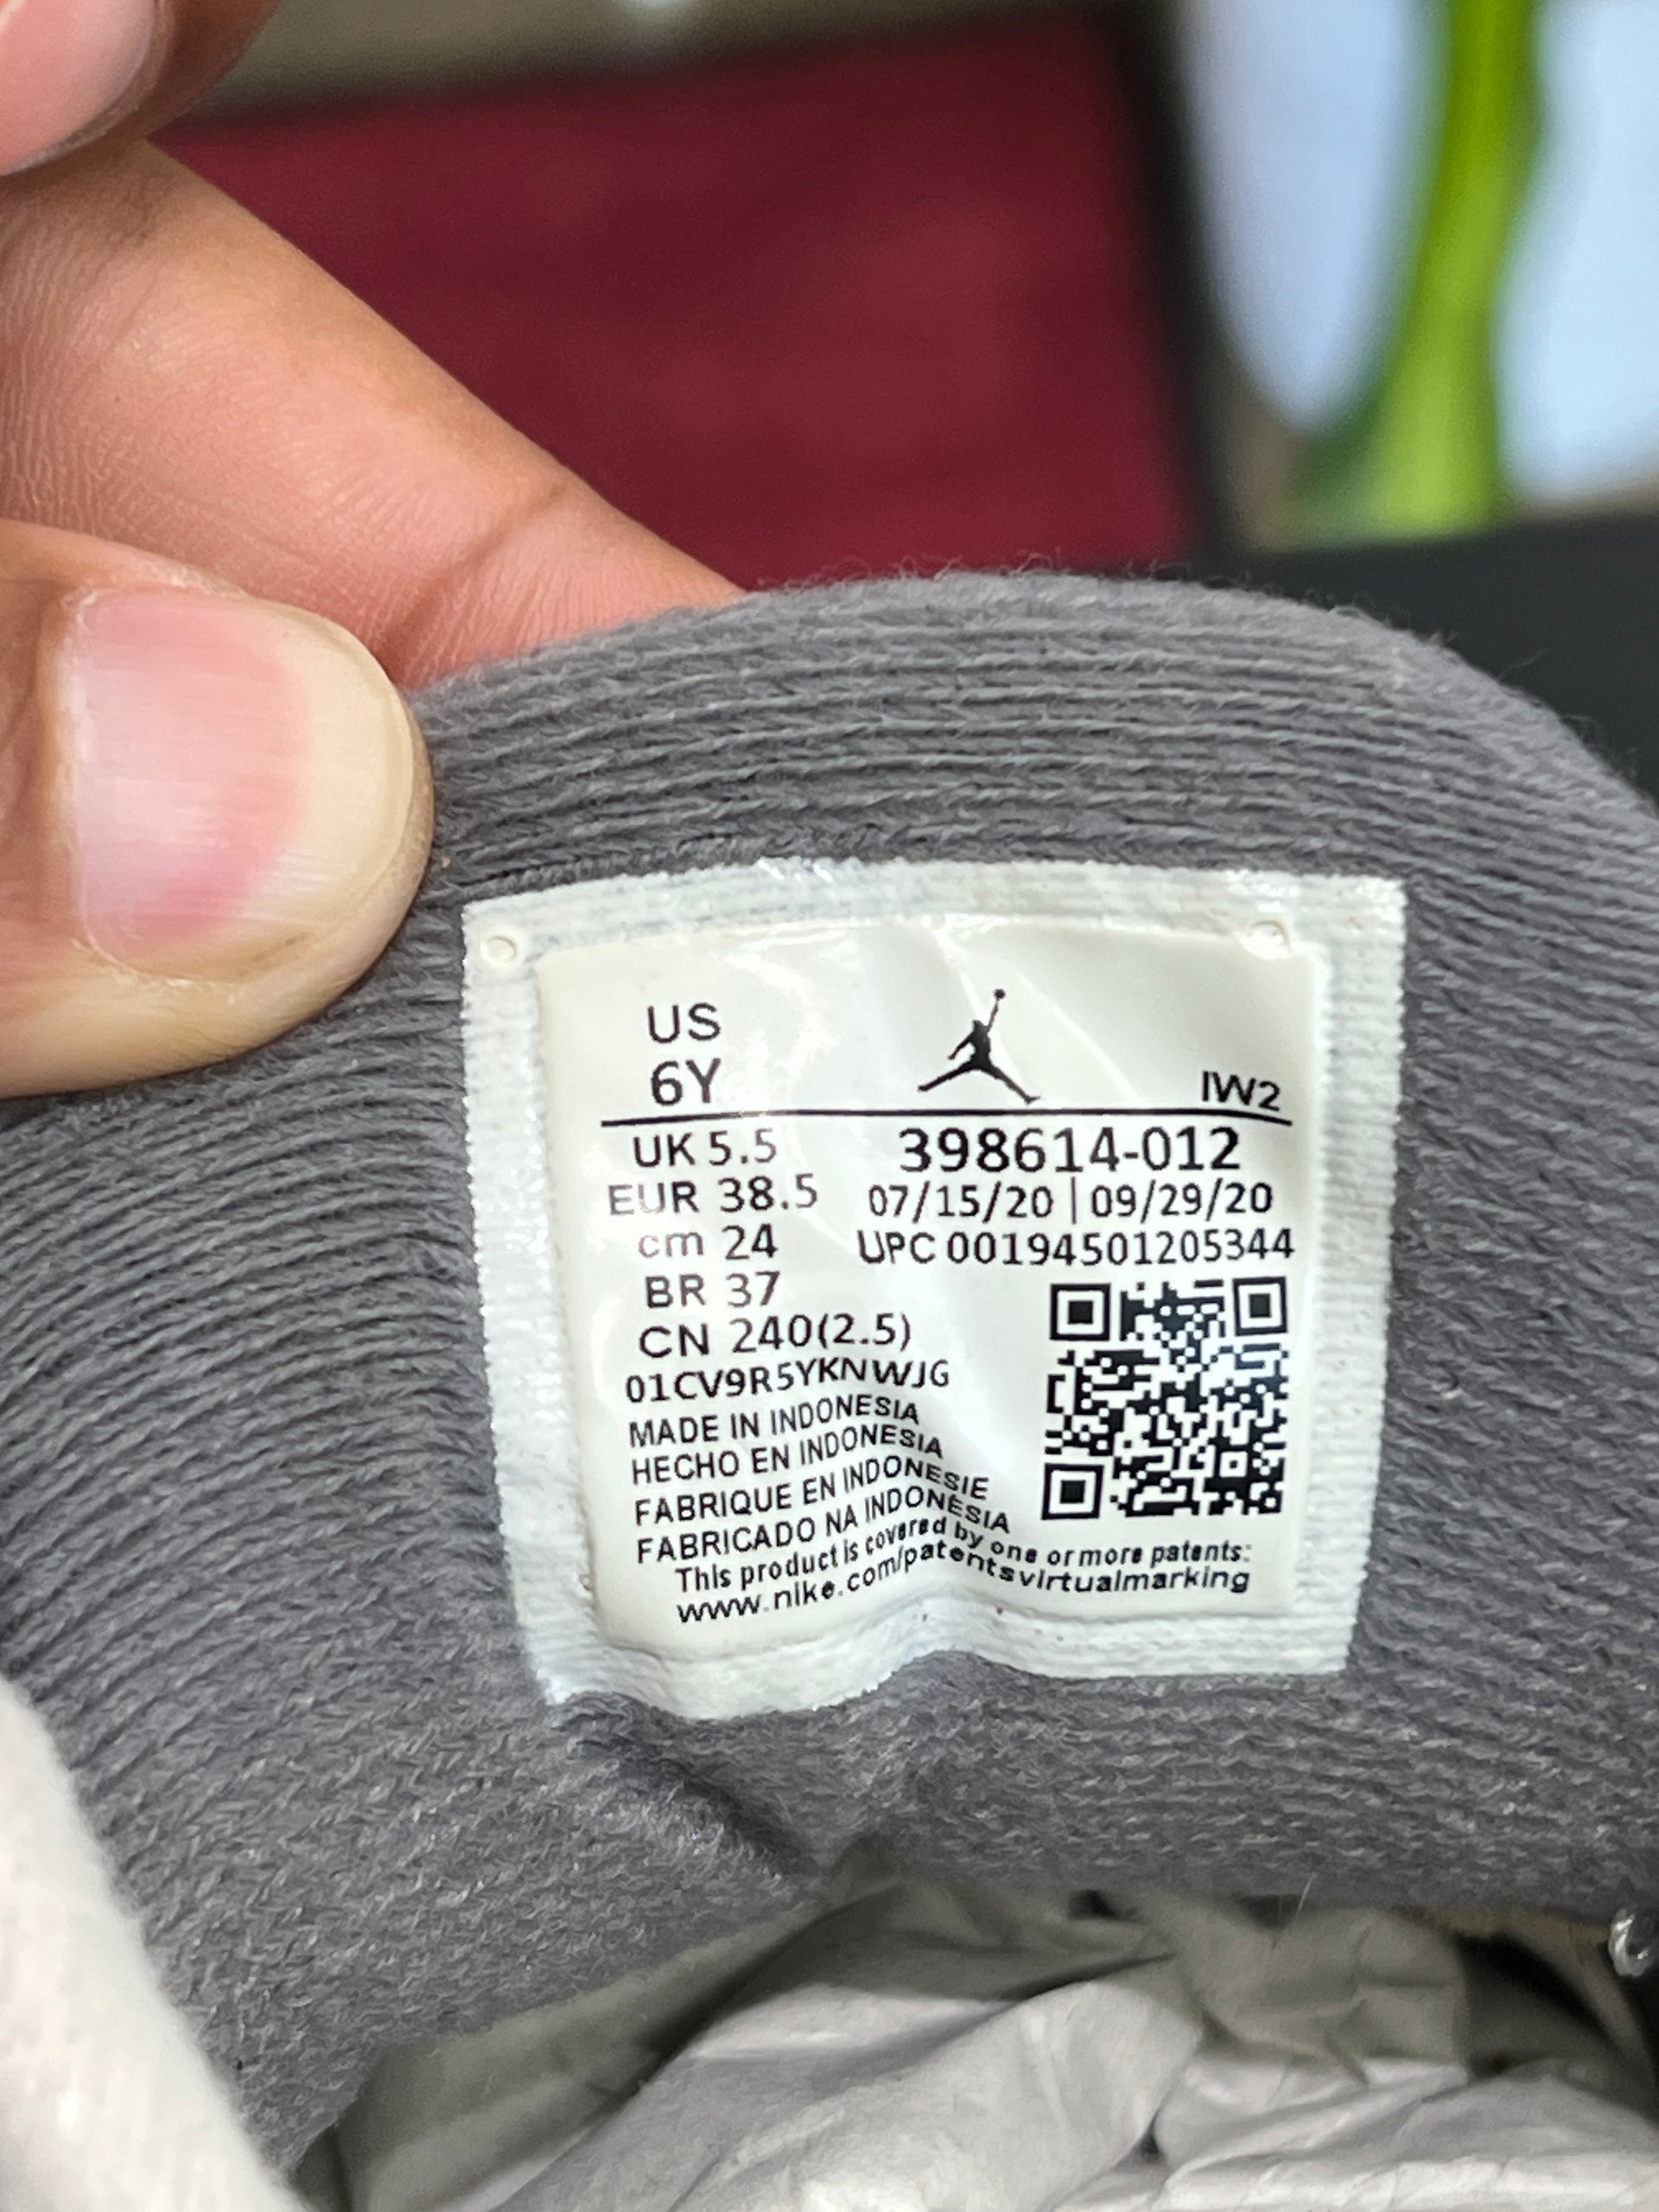 US
6Y
IW2
UK 5.5
398614-012
EUR 38.5
07/15/20 | 09/29/20
cm 24
UPC 00194501205344
BR 37
CN 240(2.5)
01CV9R5YKNWJG
MADE IN INDONESIA
HECHO EN INDONESIA
FABRIQUE EN INDONESIE
FABRICADO NA INDONÉSIA
This product is covered by one or more patents:
www.nike.com/patentsvirtualmarking